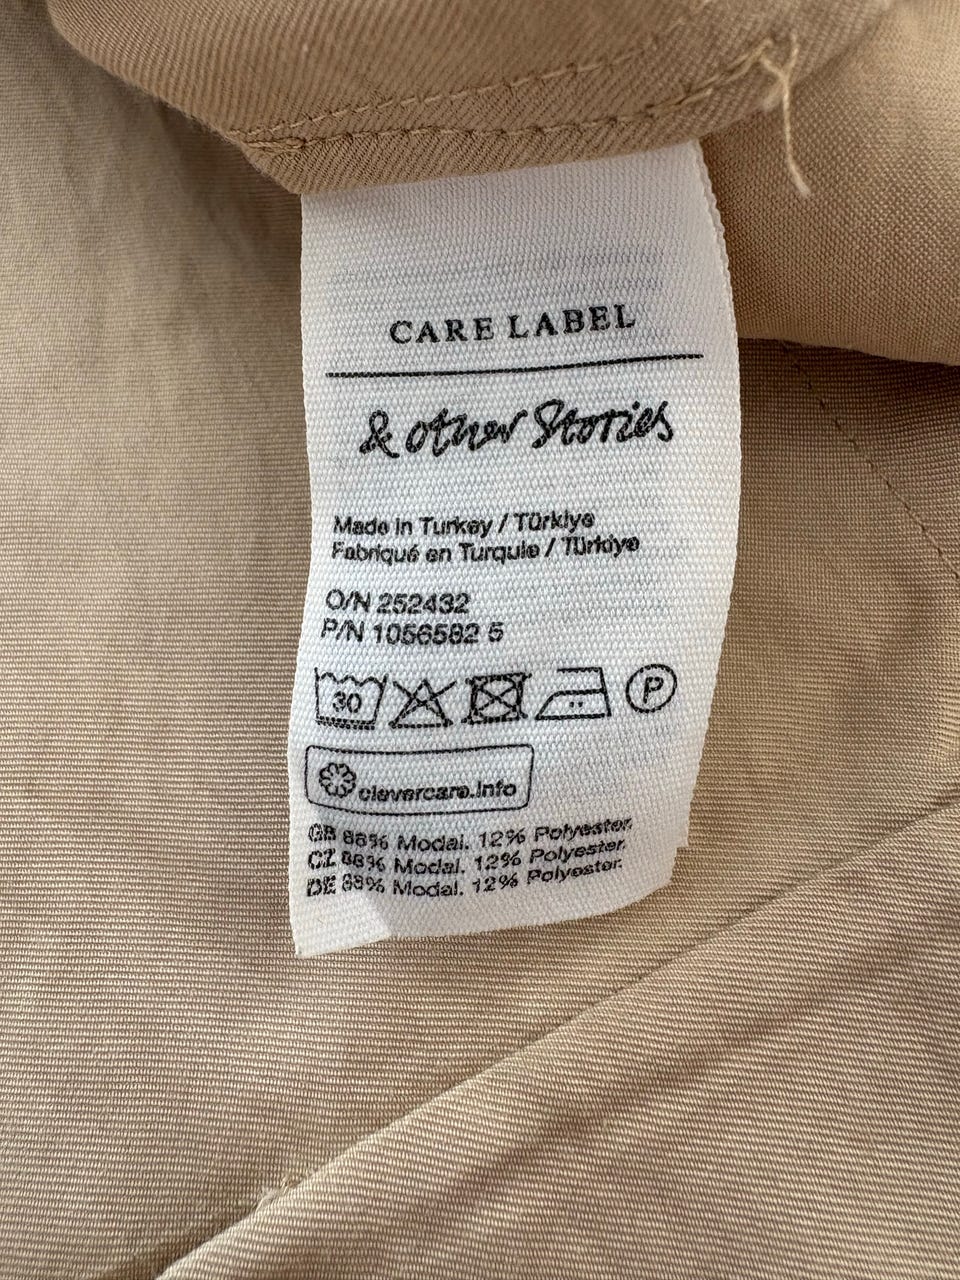 CARE LABEL
& other Stories
Made in Turkey / Türkiye
Fabriqué en Turquie / Türkiye
O/N 252432
P/N 1056582 5
30 P
clevercare.info
GB 88% Modal. 12% Polyester.
CZ 88% Modal. 12% Polyester.
DE 88% Modal. 12% Polyester.